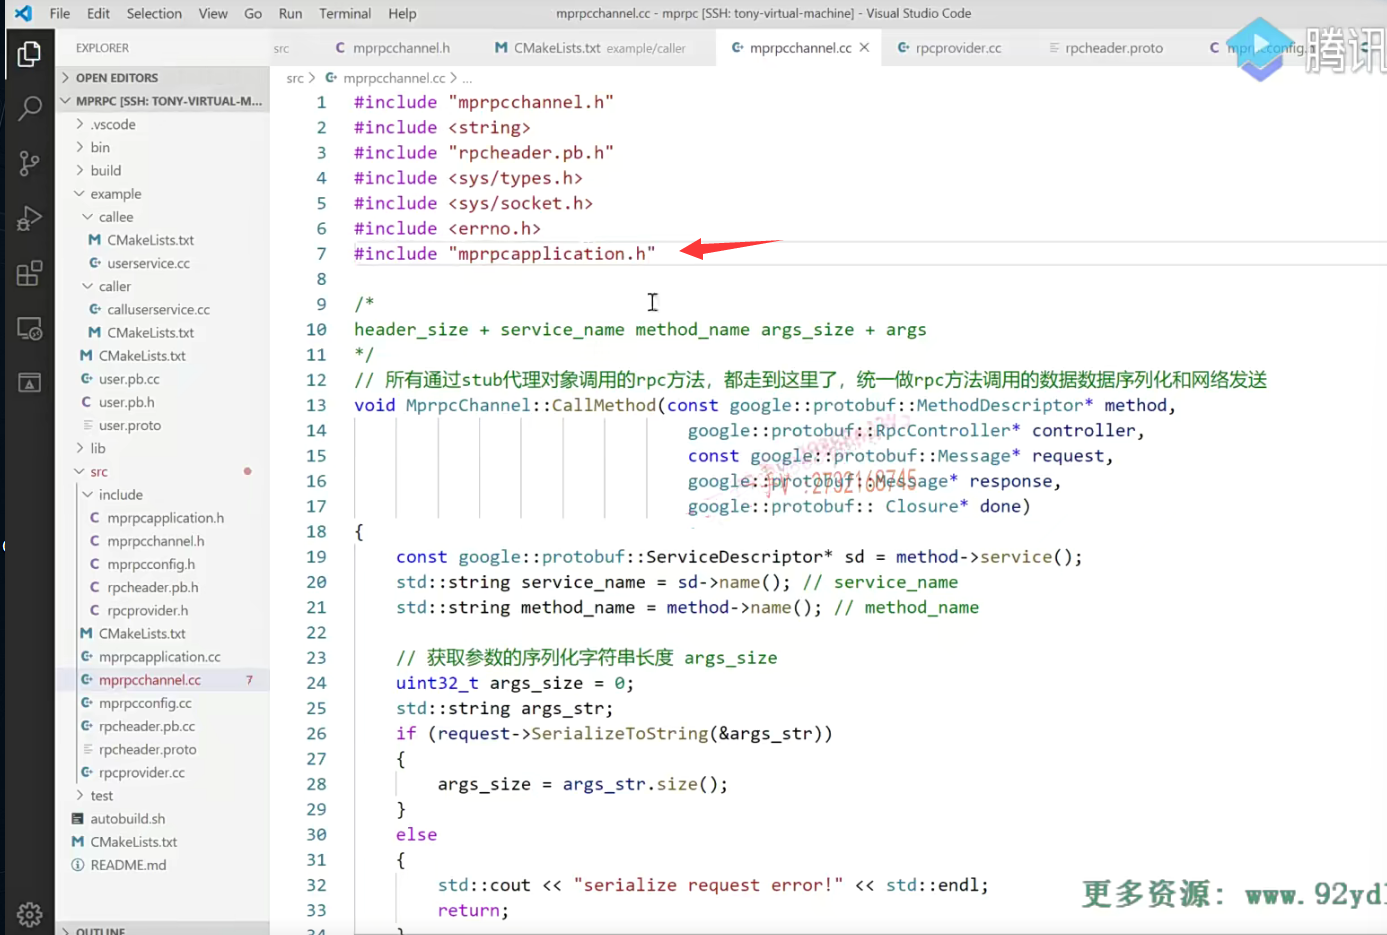 File Edit Selection View Go Run Terminal Help
mprpcchannel.cc - mprpc [SSH: tony-virtual-machine] - Visual Studio Code
腾讯
EXPLORER
src
C mprpcchannel.h
M CMakeLists.txt example/caller
mprpcchannel.cc ×
rpcprovider.cc
rpcheader.proto
OPEN EDITORS
MPRPC [SSH: TONY-VIRTUAL-M...
.vscode
bin
build
example
callee
M CMakeLists.txt
userservice.cc
caller
calluserservice.cc
M CMakeLists.txt
M CMakeLists.txt
user.pb.cc
C user.pb.h
user.proto
lib
src
include
C mprpcapplication.h
C mprpcchannel.h
C mprpcconfig.h
C rpcheader.pb.h
C rpcprovider.h
M CMakeLists.txt
mprpcapplication.cc
mprpcchannel.cc 7
mprpcconfig.cc
rpcheader.pb.cc
rpcheader.proto
rpcprovider.cc
test
autobuild.sh
M CMakeLists.txt
README.md
OUTLINE
src > mprpcchannel.cc > ...
1 #include "mprpcchannel.h"
2 #include <string>
3 #include "rpcheader.pb.h"
4 #include <sys/types.h>
5 #include <sys/socket.h>
6 #include <errno.h>
7 #include "mprpcapplication.h"
8
9 /*
10 header_size + service_name method_name args_size + args
11 */
12 // 所有通过stub代理对象调用的rpc方法，都走到这里了，统一做rpc方法调用的数据数据序列化和网络发送
13 void MprpcChannel::CallMethod(const google::protobuf::MethodDescriptor* method,
14 google::protobuf::RpcController* controller,
15 const google::protobuf::Message* request,
16 google::protobuf::Message* response,
17 google::protobuf:: Closure* done)
18 {
19 const google::protobuf::ServiceDescriptor* sd = method->service();
20 std::string service_name = sd->name(); // service_name
21 std::string method_name = method->name(); // method_name
22
23 // 获取参数的序列化字符串长度 args_size
24 uint32_t args_size = 0;
25 std::string args_str;
26 if (request->SerializeToString(&args_str))
27 {
28 args_size = args_str.size();
29 }
30 else
31 {
32 std::cout << "serialize request error!" << std::endl;
33 return;
34 }
更多资源: www.92yd